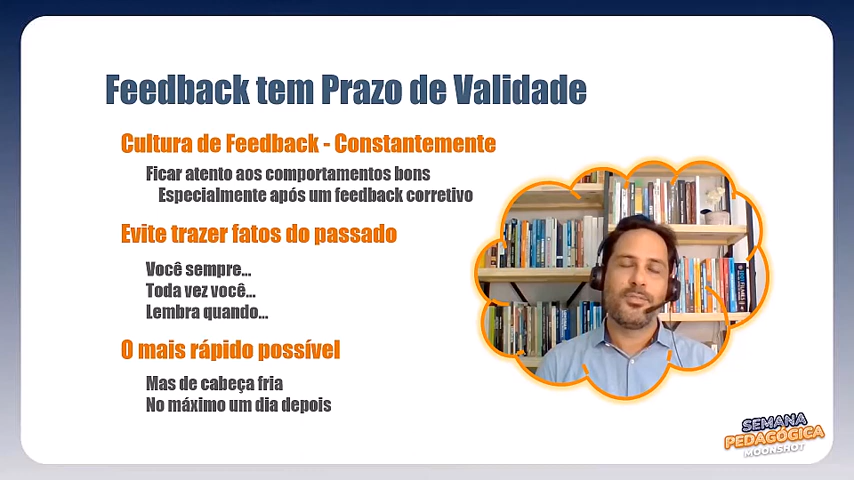 Feedback tem Prazo de Validade
Cultura de Feedback - Constantemente
Ficar atento aos comportamentos bons
Especialmente após um feedback corretivo
Evite trazer fatos do passado
Você sempre...
Toda vez você...
Lembra quando...
O mais rápido possível
Mas de cabeça fria
No máximo um dia depois
SEMANA
PEDAGÓGICA
MOONSHOT